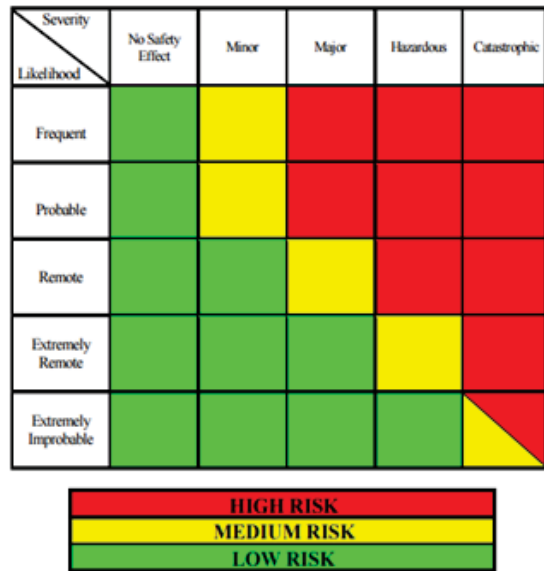 Severity
Likelihood
No Safety
Effect
Minor
Major
Hazardous
Catastrophic
Frequent
Probable
Remote
Extremely
Remote
Extremely
Improbable
HIGH RISK
MEDIUM RISK
LOW RISK